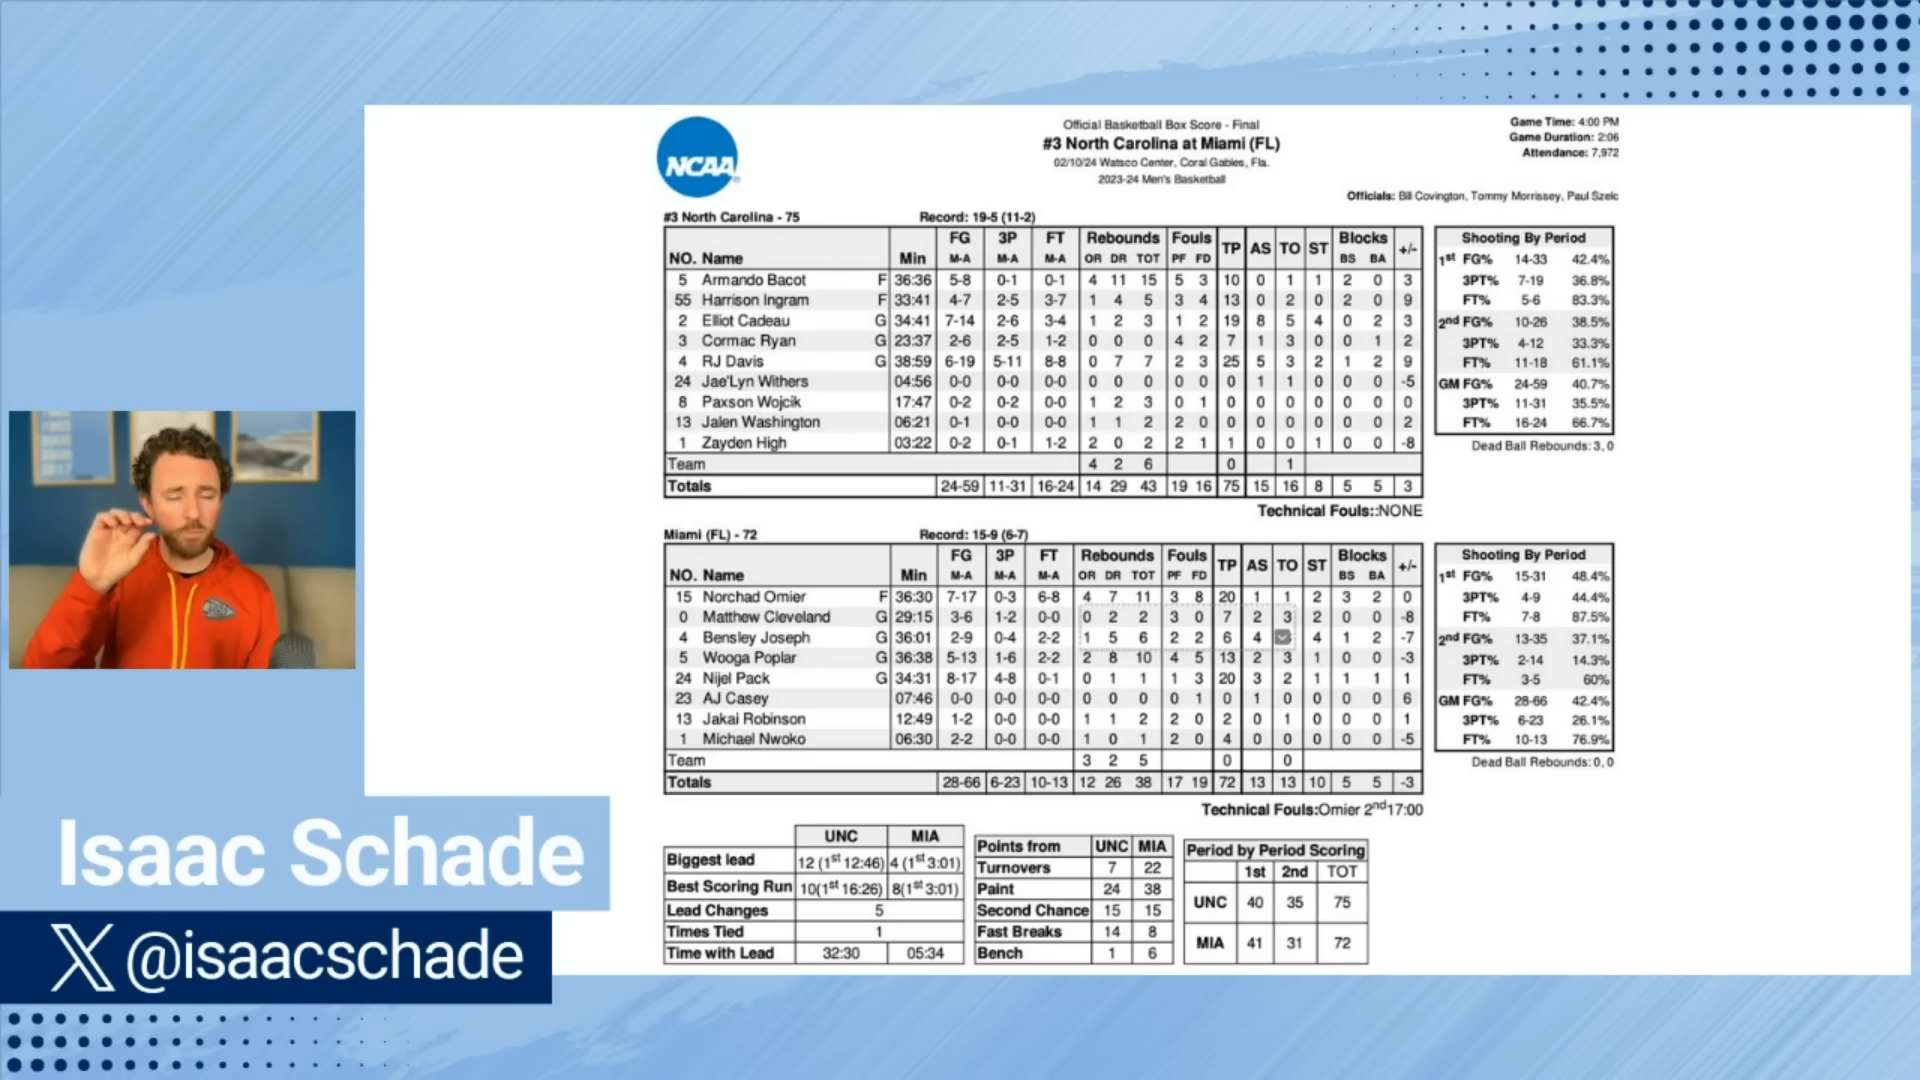 NCAA
Official Basketball Box Score - Final
#3 North Carolina at Miami (FL)
02/10/24 Watsco Center, Coral Gables, Fla.
2023-24 Men's Basketball
Game Time: 4:00 PM
Game Duration: 2:06
Attendance: 7,972
Officials: Bill Covington, Tommy Morrissey, Paul Szelc
#3 North Carolina - 75 Record: 19-5 (11-2)
FG 3P FT Rebounds Fouls TP AS TO ST Blocks +/-
NO. Name Min M-A M-A M-A OR DR TOT PF FD BS BA
5 Armando Bacot F 36:36 5-8 0-1 0-1 4 11 15 5 3 10 0 1 1 2 0 3
55 Harrison Ingram F 33:41 4-7 2-5 3-7 1 4 5 3 4 13 0 2 0 2 0 9
2 Elliot Cadeau G 34:41 7-14 2-6 3-4 1 2 3 1 2 19 8 5 4 0 2 3
3 Cormac Ryan G 23:37 2-6 2-5 1-2 0 0 0 4 2 7 1 3 0 0 1 2
4 RJ Davis G 38:59 6-19 5-11 8-8 0 7 7 2 3 25 5 3 2 1 2 9
24 Jae'Lyn Withers 04:56 0-0 0-0 0-0 0 0 0 0 0 0 1 1 0 0 0 -5
8 Paxson Wojcik 17:47 0-2 0-2 0-0 1 2 3 0 1 0 0 0 0 0 0 0
13 Jalen Washington 06:21 0-1 0-0 0-0 1 1 2 2 0 0 0 0 0 0 0 2
1 Zayden High 03:22 0-2 0-1 1-2 2 0 2 2 1 1 0 0 1 0 0 -8
Team 4 2 6 0 1
Totals 24-59 11-31 16-24 14 29 43 19 16 75 15 16 8 5 5 3
Technical Fouls::NONE
Shooting By Period
1st FG% 14-33 42.4%
3PT% 7-19 36.8%
FT% 5-6 83.3%
2nd FG% 10-26 38.5%
3PT% 4-12 33.3%
FT% 11-18 61.1%
GM FG% 24-59 40.7%
3PT% 11-31 35.5%
FT% 16-24 66.7%
Dead Ball Rebounds: 3, 0
Miami (FL) - 72 Record: 15-9 (6-7)
FG 3P FT Rebounds Fouls TP AS TO ST Blocks +/-
NO. Name Min M-A M-A M-A OR DR TOT PF FD BS BA
15 Norchad Omier F 36:30 7-17 0-3 6-8 4 7 11 3 8 20 1 1 2 3 2 0
0 Matthew Cleveland G 29:15 3-6 1-2 0-0 0 2 2 3 0 7 2 3 2 0 0 -8
4 Bensley Joseph G 36:01 2-9 0-4 2-2 1 5 6 2 2 6 4 4 1 2 -7
5 Wooga Poplar G 36:38 5-13 1-6 2-2 2 8 10 4 5 13 2 3 1 0 0 -3
24 Nijel Pack G 34:31 8-17 4-8 0-1 0 1 1 1 3 20 3 2 1 1 1 1
23 AJ Casey 07:46 0-0 0-0 0-0 0 0 0 0 1 0 1 0 0 0 0 6
13 Jakai Robinson 12:49 1-2 0-0 0-0 1 1 2 2 0 2 0 1 0 0 0 1
1 Michael Nwoko 06:30 2-2 0-0 0-0 1 0 1 2 0 4 0 0 0 0 0 -5
Team 3 2 5 0 0
Totals 28-66 6-23 10-13 12 26 38 17 19 72 13 13 10 5 5 -3
Technical Fouls:Omier 2nd17:00
Shooting By Period
1st FG% 15-31 48.4%
3PT% 4-9 44.4%
FT% 7-8 87.5%
2nd FG% 13-35 37.1%
3PT% 2-14 14.3%
FT% 3-5 60%
GM FG% 28-66 42.4%
3PT% 6-23 26.1%
FT% 10-13 76.9%
Dead Ball Rebounds: 0, 0
UNC MIA
Biggest lead 12 (1st 12:46) 4 (1st 3:01)
Best Scoring Run 10(1st 16:26) 8(1st 3:01)
Lead Changes 5
Times Tied 1
Time with Lead 32:30 05:34
Points from UNC MIA
Turnovers 7 22
Paint 24 38
Second Chance 15 15
Fast Breaks 14 8
Bench 1 6
Period by Period Scoring
1st 2nd TOT
UNC 40 35 75
MIA 41 31 72
Isaac Schade
X @isaacschade